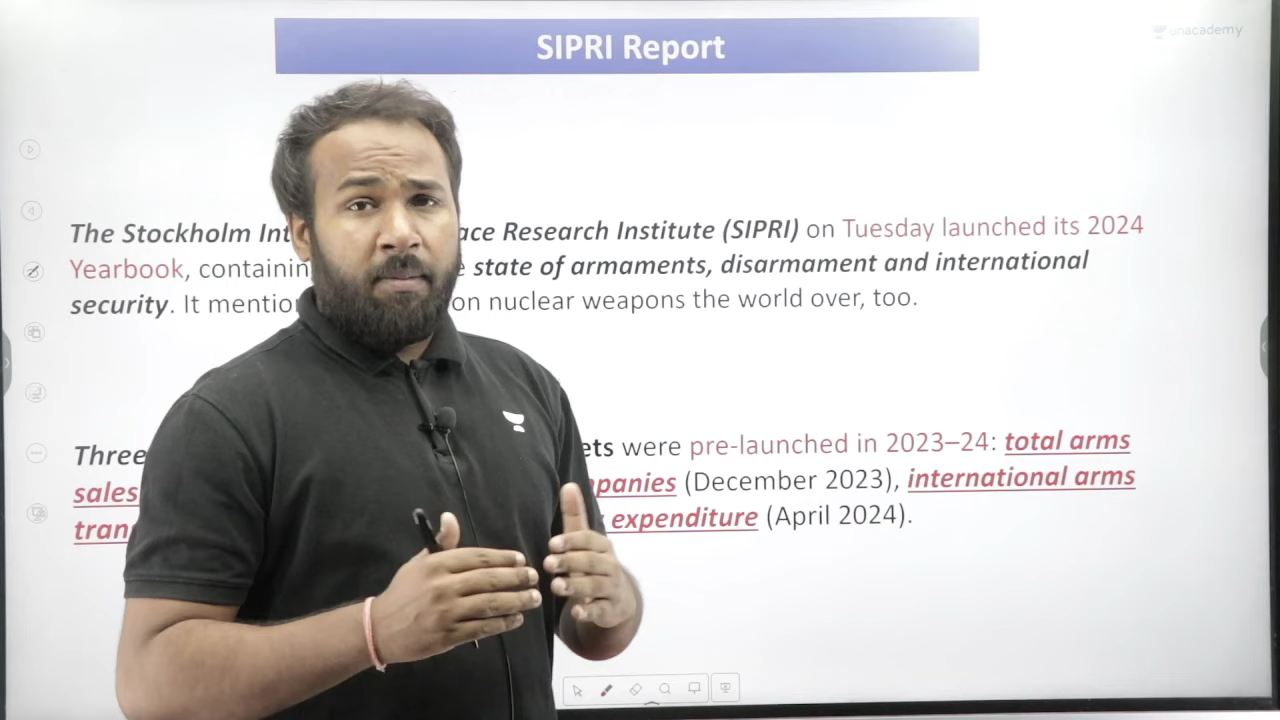 SIPRI Report
unacademy
The Stockholm Int ace Research Institute (SIPRI) on Tuesday launched its 2024
Yearbook, containin state of armaments, disarmament and international
security. It mentio on nuclear weapons the world over, too.
Three ets were pre-launched in 2023–24: total arms
sales panies (December 2023), international arms
tran expenditure (April 2024).